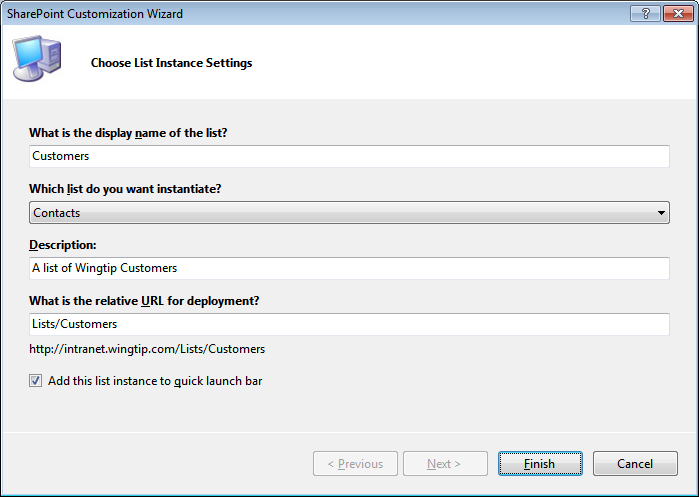 SharePoint Customization Wizard
Choose List Instance Settings
What is the display name of the list?
Customers
Which list do you want instantiate?
Contacts
Description:
A list of Wingtip Customers
What is the relative URL for deployment?
Lists/Customers
http://intranet.wingtip.com/Lists/Customers
Add this list instance to quick launch bar
< Previous Next > Finish Cancel